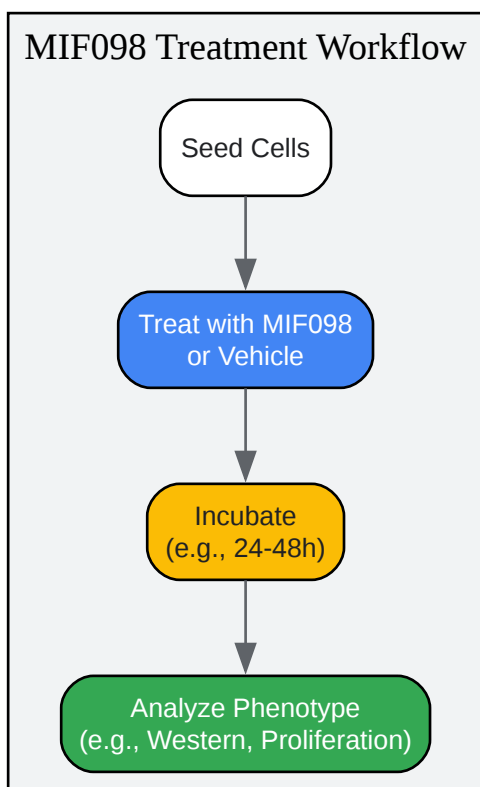 MIF098 Treatment Workflow
Seed Cells
Treat with MIF098
or Vehicle
Incubate
(e.g., 24-48h)
Analyze Phenotype
(e.g., Western, Proliferation)